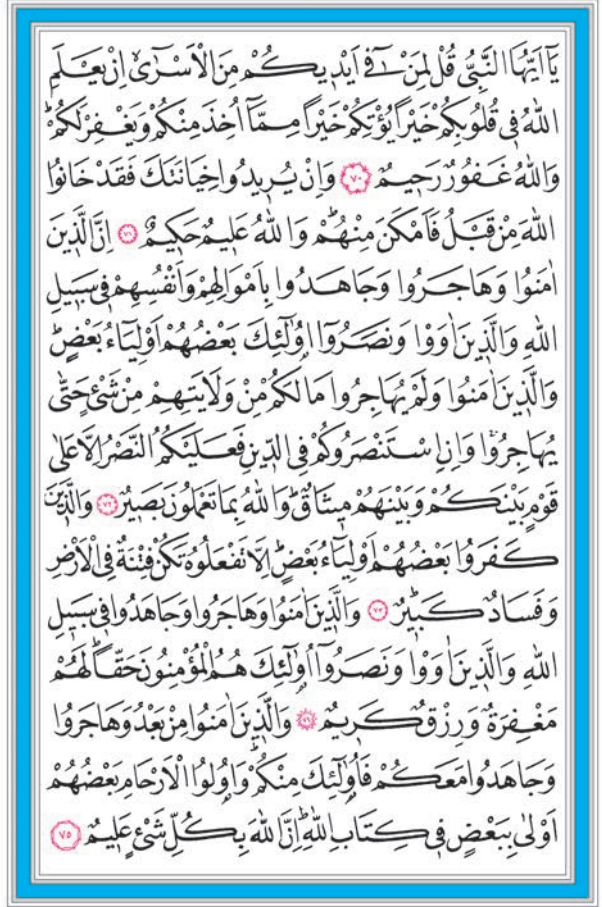 يَٓا اَيُّهَا النَّبِيُّ قُلْ لِمَنْ فٓي اَيْدٖيكُمْ مِنَ الْاَسْرٰٓىۙ اِنْ يَعْلَمِ
اللّٰهُ فٖي قُلُوبِكُمْ خَيْرًا يُؤْتِكُمْ خَيْرًا مِمَّٓا اُخِذَ مِنْكُمْ وَيَغْفِرْ لَكُمْۜ
وَاللّٰهُ غَفُورٌ رَحٖيمٌ ﴿٧٠﴾ وَاِنْ يُرٖيدُوا خِيَانَتَكَ فَقَدْ خَانُوا
اللّٰهَ مِنْ قَبْلُ فَاَمْكَنَ مِنْهُمْۜ وَاللّٰهُ عَلٖيمٌ حَكٖيمٌ ﴿٧١﴾ اِنَّ الَّذٖينَ
اٰمَنُوا وَهَاجَرُوا وَجَاهَدُوا بِاَمْوَالِهِمْ وَاَنْفُسِهِمْ فٖي سَبٖيلِ
اللّٰهِ وَالَّذٖينَ اٰوَوْا وَنَصَرُٓوا اُو۬لٰٓئِكَ بَعْضُهُمْ اَوْلِيَٓاءُ بَعْضٍۜ
وَالَّذٖينَ اٰمَنُوا وَلَمْ يُهَاجِرُوا مَا لَكُمْ مِنْ وَلَايَتِهِمْ مِنْ شَيْءٍ حَتّٰى
يُهَاجِرُواۚ وَاِنِ اسْتَنْصَرُوكُمْ فِي الدّٖينِ فَعَلَيْكُمُ النَّصْرُ اِلَّا عَلٰى
قَوْمٍ بَيْنَكُمْ وَبَيْنَهُمْ مٖيثَاقٌۜ وَاللّٰهُ بِمَا تَعْمَلُونَ بَصٖيرٌ ﴿٧٢﴾ وَالَّذٖينَ
كَفَرُوا بَعْضُهُمْ اَوْلِيَٓاءُ بَعْضٍۜ اِلَّا تَفْعَلُوهُ تَكُنْ فِتْنَةٌ فِي الْاَرْضِ
وَفَسَادٌ كَبٖيرٌ ﴿٧٣﴾ وَالَّذٖينَ اٰمَنُوا وَهَاجَرُوا وَجَاهَدُوا فٖي سَبٖيلِ
اللّٰهِ وَالَّذٖينَ اٰوَوْا وَنَصَرُٓوا اُو۬لٰٓئِكَ هُمُ الْمُؤْمِنُونَ حَقًّاۜ لَهُمْ
مَغْفِرَةٌ وَرِزْقٌ كَرٖيمٌ ﴿٧٤﴾ وَالَّذٖينَ اٰمَنُوا مِنْ بَعْدُ وَهَاجَرُوا
وَجَاهَدُوا مَعَكُمْ فَاُو۬لٰٓئِكَ مِنْكُمْۜ وَاُو۬لُوا الْاَرْحَامِ بَعْضُهُمْ
اَوْلٰى بِبَعْضٍ فٖي كِتَابِ اللّٰهِۜ اِنَّ اللّٰهَ بِكُلِّ شَيْءٍ عَلٖيمٌ ﴿٧٥﴾